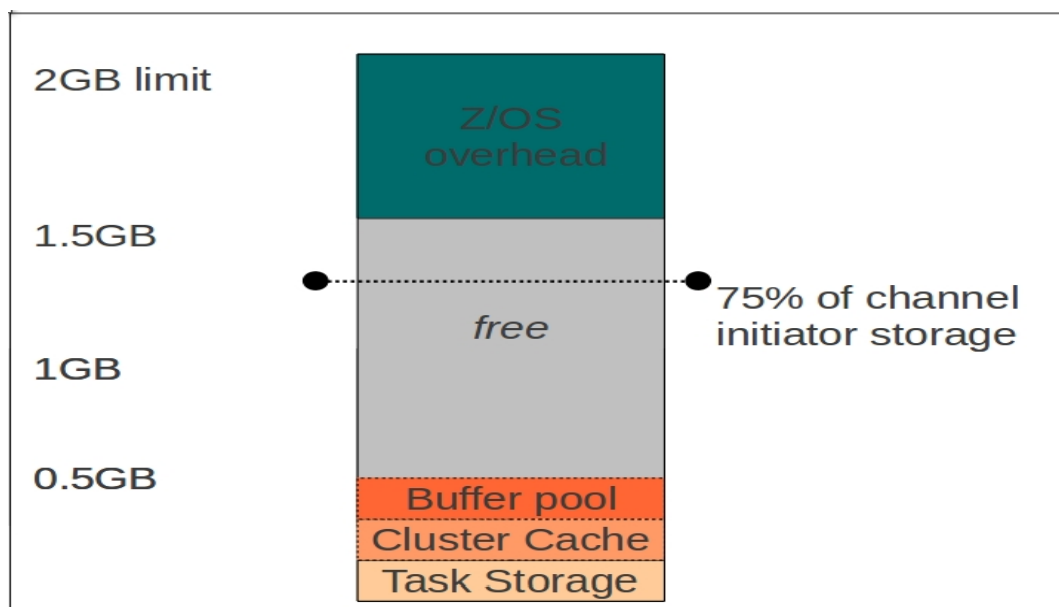 2GB limit
Z/OS
overhead
1.5GB
75% of channel
initiator storage
free
1GB
0.5GB
Buffer pool
Cluster Cache
Task Storage